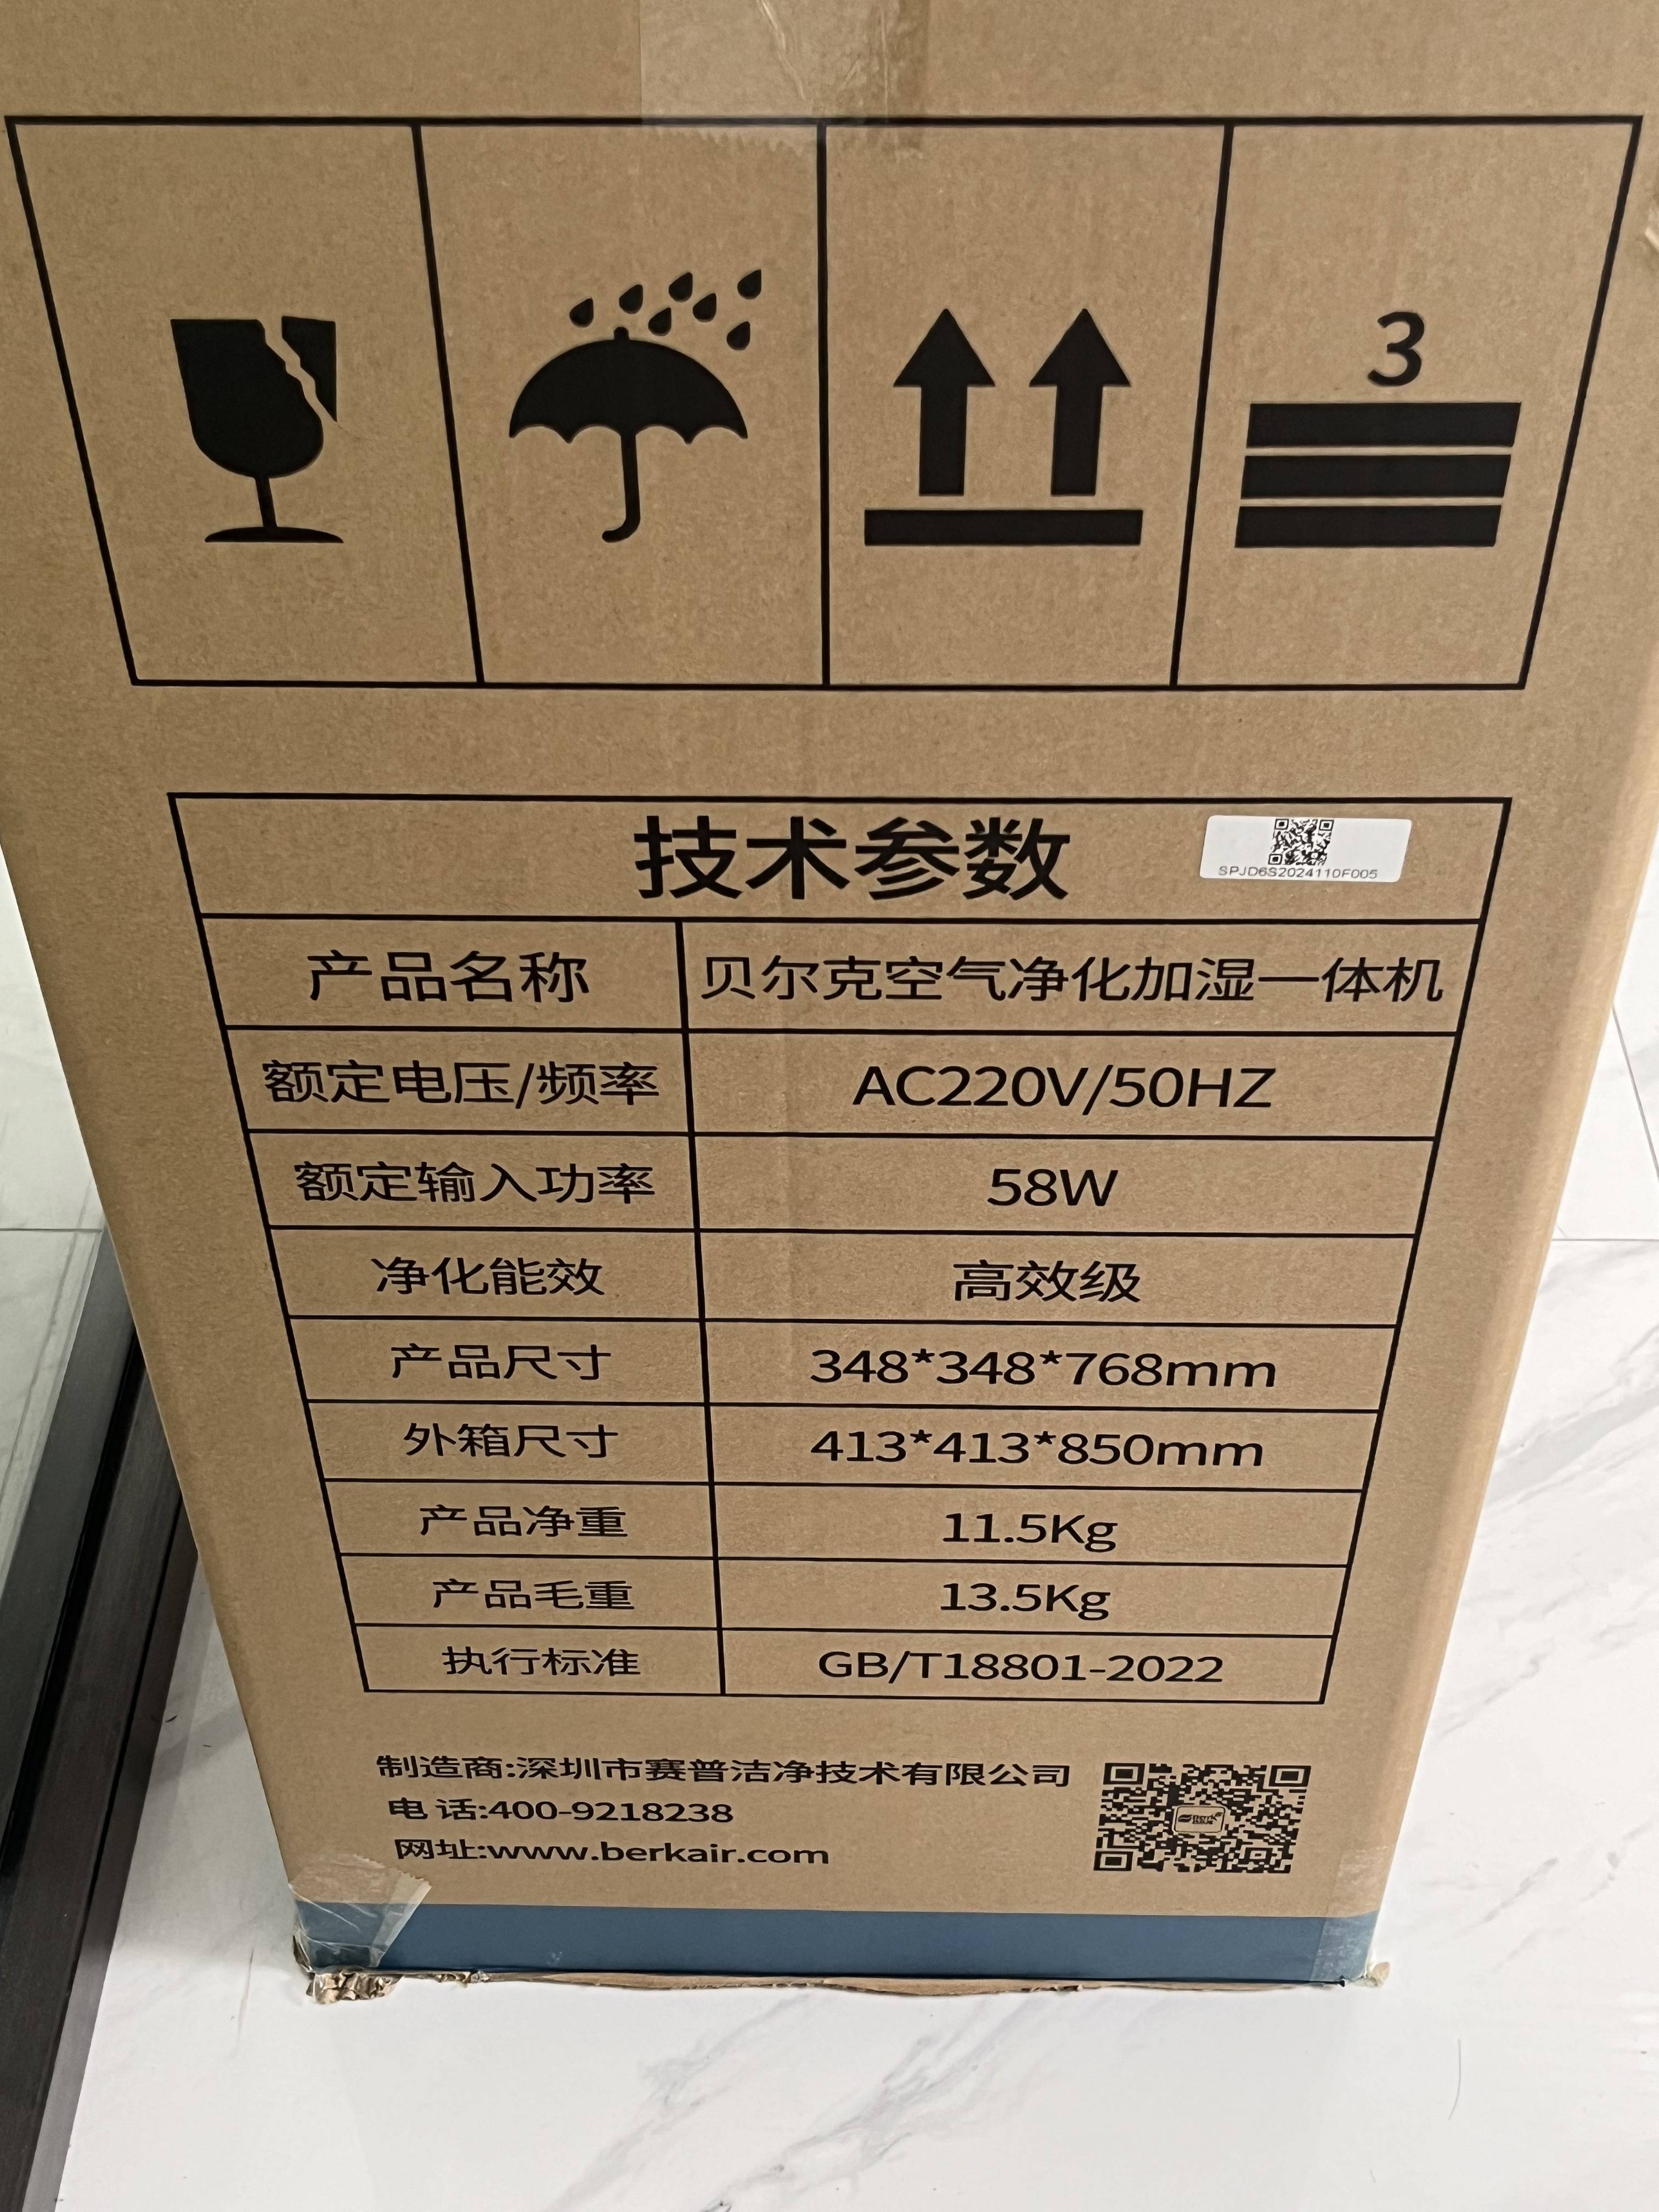 3
技术参数
SPJD6S2024110F005
产品名称 贝尔克空气净化加湿一体机
额定电压/频率 AC220V/50HZ
额定输入功率 58W
净化能效 高效级
产品尺寸 348*348*768mm
外箱尺寸 413*413*850mm
产品净重 11.5Kg
产品毛重 13.5Kg
执行标准 GB/T18801-2022
制造商:深圳市赛普洁净技术有限公司
电 话:400-9218238
网址:www.berkair.com